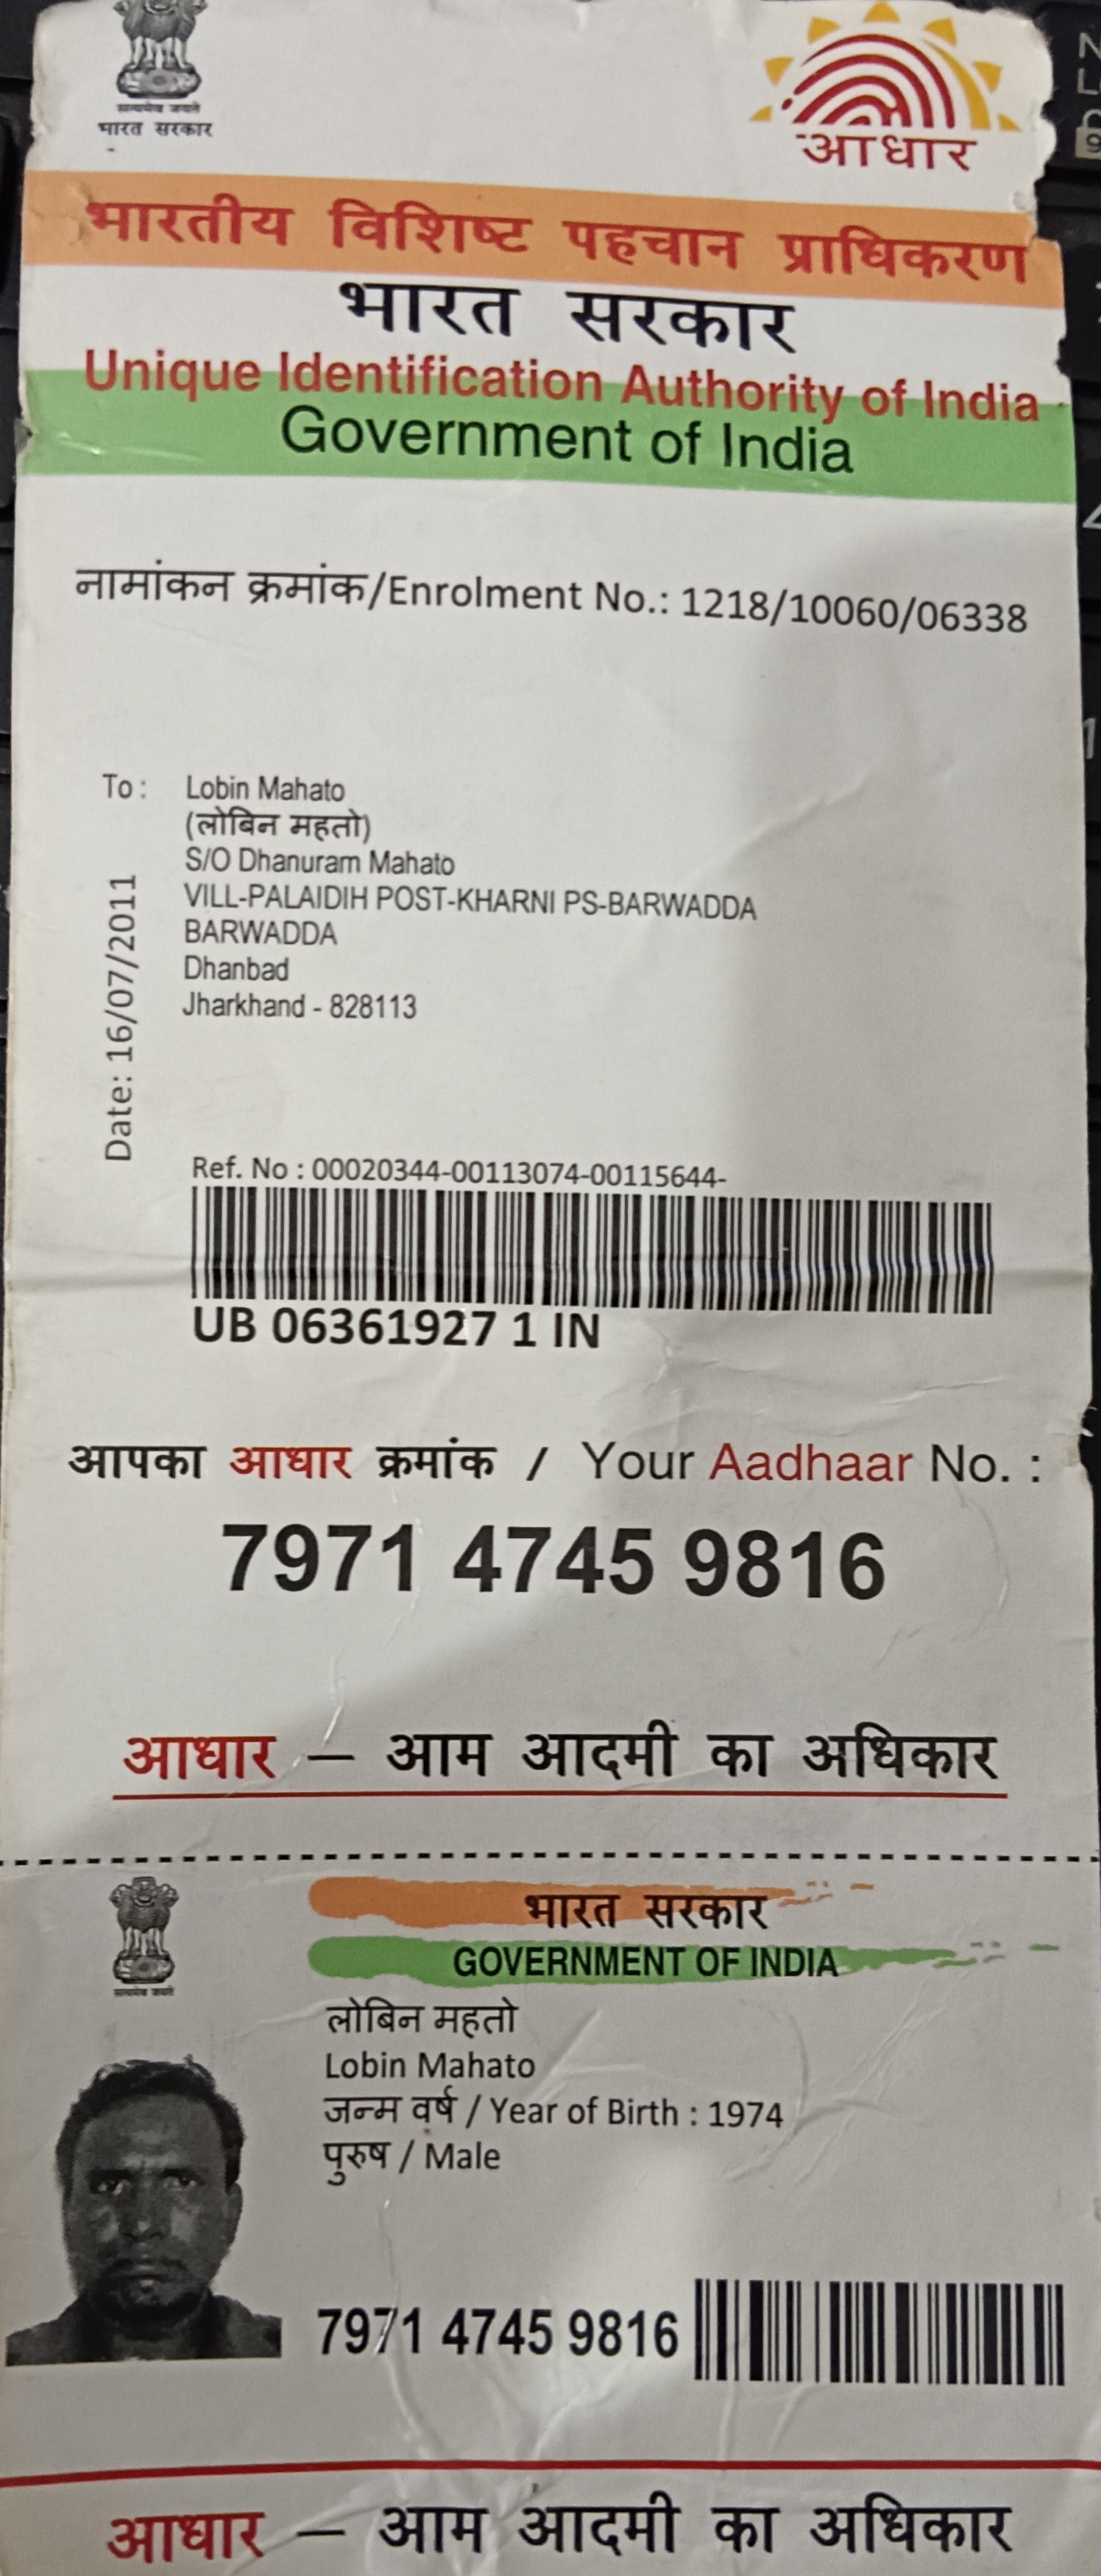 सत्यमेव जयते
भारत सरकार
आधार
भारतीय विशिष्ट पहचान प्राधिकरण
भारत सरकार
Unique Identification Authority of India
Government of India
नामांकन क्रमांक/Enrolment No.: 1218/10060/06338
To : Lobin Mahato
(लोबिन महतो)
S/O Dhanuram Mahato
VILL-PALAIDIH POST-KHARNI PS-BARWADDA
BARWADDA
Dhanbad
Jharkhand - 828113
Date: 16/07/2011
Ref. No : 00020344-00113074-00115644-
UB 06361927 1 IN
आपका आधार क्रमांक / Your Aadhaar No. :
7971 4745 9816
आधार — आम आदमी का अधिकार
भारत सरकार
GOVERNMENT OF INDIA
सत्यमेव जयते
लोबिन महतो
Lobin Mahato
जन्म वर्ष / Year of Birth : 1974
पुरुष / Male
7971 4745 9816
आधार — आम आदमी का अधिकार